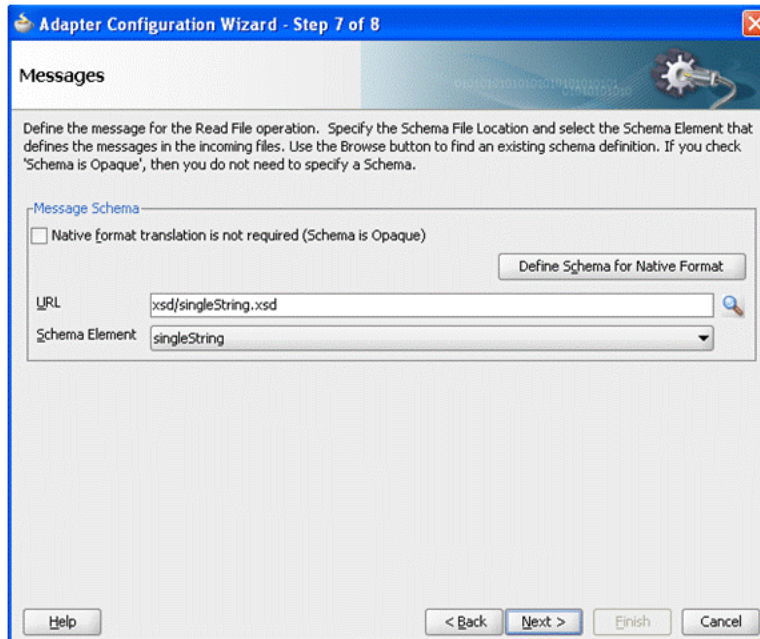 Adapter Configuration Wizard - Step 7 of 8
Messages
Define the message for the Read File operation. Specify the Schema File Location and select the Schema Element that
defines the messages in the incoming files. Use the Browse button to find an existing schema definition. If you check
'Schema is Opaque', then you do not need to specify a Schema.
Message Schema
Native format translation is not required (Schema is Opaque)
Define Schema for Native Format
URL xsd/singleString.xsd
Schema Element singleString
Help < Back Next > Finish Cancel